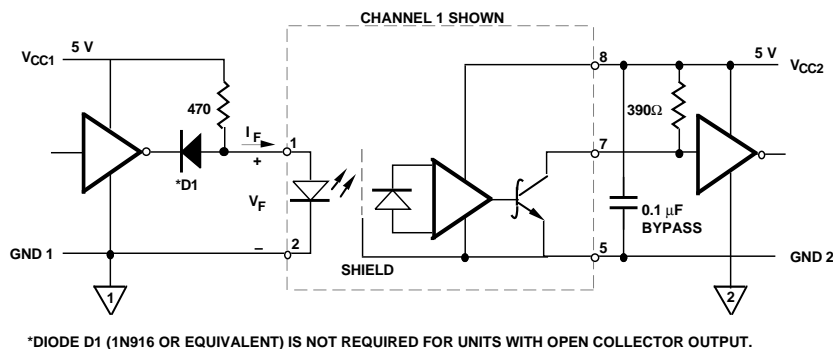 CHANNEL 1 SHOWN
VCC1
5 V
470
IF
+
1
*D1
VF
GND 1
–
2
SHIELD
8
7
5
5 V
VCC2
390Ω
0.1 μF
BYPASS
GND 2
1
2
*DIODE D1 (1N916 OR EQUIVALENT) IS NOT REQUIRED FOR UNITS WITH OPEN COLLECTOR OUTPUT.